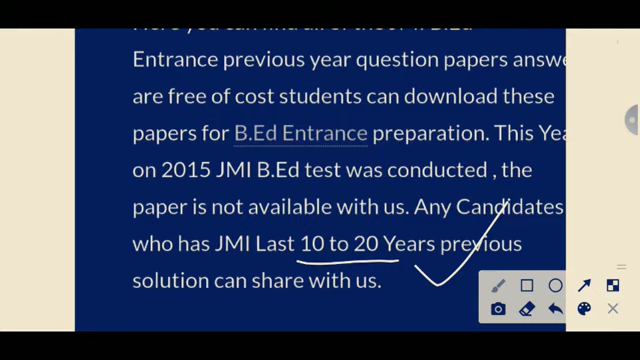 Entrance previous year question papers answe
are free of cost students can download these
papers for B.Ed Entrance preparation. This Yea
on 2015 JMI B.Ed test was conducted , the
paper is not available with us. Any Candidates
who has JMI Last 10 to 20 Years previous
solution can share with us.